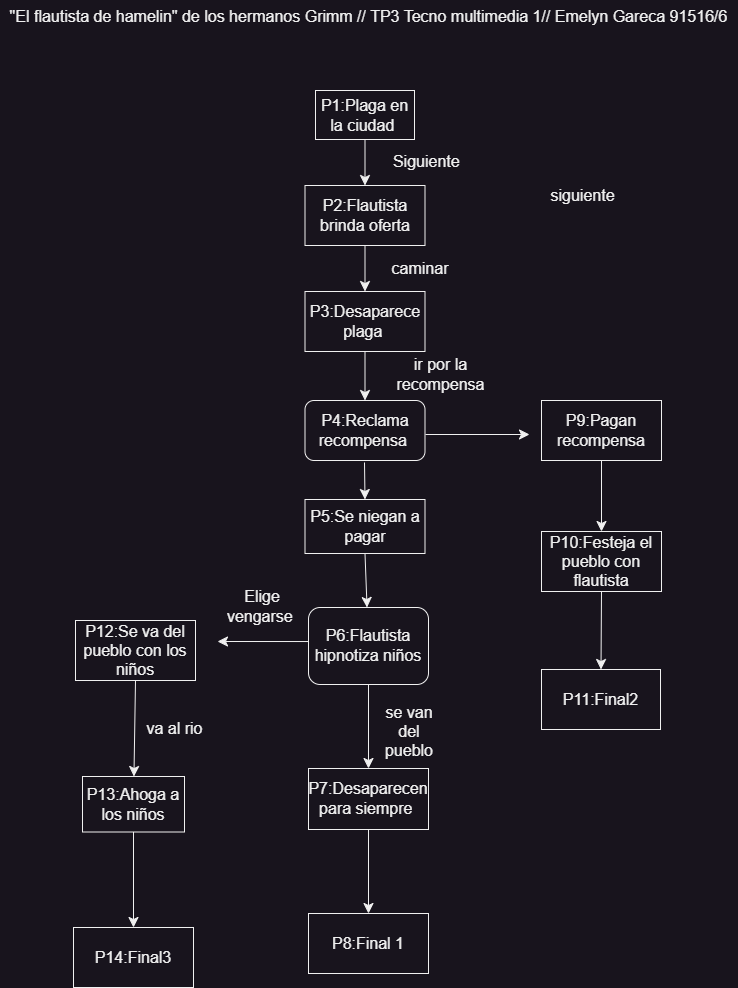 "El flautista de hamelin" de los hermanos Grimm // TP3 Tecno multimedia 1// Emelyn Gareca 91516/6
P1:Plaga en
la ciudad
Siguiente
siguiente
P2:Flautista
brinda oferta
caminar
P3:Desaparece
plaga
ir por la
recompensa
P4:Reclama
recompensa
P9:Pagan
recompensa
P5:Se niegan a
pagar
P10:Festeja el
pueblo con
flautista
Elige
vengarse
P12:Se va del
pueblo con los
niños
P6:Flautista
hipnotiza niños
P11:Final2
se van
del
pueblo
va al rio
P13:Ahoga a
los niños
P7:Desaparecen
para siempre
P8:Final 1
P14:Final3